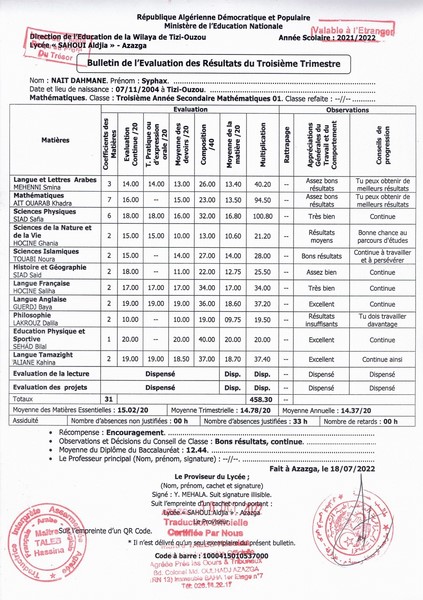 République Algérienne Démocratique et Populaire
Ministère de l'Education Nationale
(Valable à l'Etranger)
Direction de l'Education de la Wilaya de Tizi-Ouzou
Année Scolaire : 2021/2022
Lycée « SAHOUI Aldjia » - Azazga
Du Trésor
Bulletin de l'Evaluation des Résultats du Troisième Trimestre
Nom : NAIT DAHMANE. Prénom : Syphax.
Date et lieu de naissance : 07/11/2004 à Tizi-Ouzou.
Mathématiques. Classe : Troisième Année Secondaire Mathématiques 01. Classe refaite : --//--.
Evaluation Observations
Matières Coefficients des Matières Evaluation Continue /20 T. Pratique ou d'expression orale /20 Moyenne des devoirs /20 Composition /40 Moyenne de la matière /20 Multiplication Rattrapage Appréciations Générales du Travail et du Comportement Conseils de progression
Langue et Lettres Arabes 3 14.00 14.00 13.00 26.00 13.40 40.20 -- Assez bons résultats Tu peux obtenir de meilleurs résultats
MEHENNI Smina
Mathématiques 7 16.00 -- 15.00 23.00 13.50 94.50 -- Assez bons résultats Tu peux obtenir de meilleurs résultats
AIT OUARAB Khadra
Sciences Physiques 6 18.00 18.00 16.00 32.00 16.80 100.80 -- Très bien Continue
SIAD Safia
Sciences de la Nature et de la Vie 2 15.00 15.00 10.00 13.00 10.60 21.20 Résultats moyens Bonne chance au parcours d'études
HOCINE Ghania
Sciences Islamiques 2 15.00 -- 14.00 27.00 14.00 28.00 Bons résultats Continue à travailler et à persévérer
TOUABI Noura
Histoire et Géographie 2 18.00 -- 11.00 22.00 12.75 25.50 -- Assez bien Continue
SIAD Said
Langue Française 2 17.00 17.00 17.00 34.00 17.00 34.00 -- Très bien Continue
HOCINE Saliha
Langue Anglaise 2 19.00 19.00 19.00 36.00 18.60 37.20 -- Excellent Continue
GUERDJ Baya
Philosophie 2 10.00 -- 10.00 19.00 09.75 19.50 Résultats insuffisants Tu dois travailler davantage
LAKROUZ Dalila
Education Physique et Sportive 1 20.00 -- 20.00 40.00 20.00 20.00 -- Excellent Continue
SEHAD Bilal
Langue Tamazight 2 19.00 19.00 18.50 37.00 18.70 37.40 -- Excellent Continue ainsi
ALIANE Kahina
Evaluation de la lecture Dispensé Disp. Disp. -- Dispensé Dispensé
Evaluation des projets Dispensé Disp. Disp. -- Dispensé Dispensé
Totaux 31 458.30 --
Moyenne des Matières Essentielles : 15.02/20 Moyenne Trimestrielle : 14.78/20 Moyenne Annuelle : 14.37/20
Assiduité Nombre d'absences non justifiées : 00 h Nombre d'absences justifiées : 33 h Nombre de retards : 00 h
Récompense : Encouragement.
Observations et Décisions du Conseil de Classe : Bons résultats, continue.
Moyenne du Diplôme du Baccalauréat : 12.44.
Le Professeur principal (Nom, prénom, signature) : --//--.
Fait à Azazga, le 18/07/2022
Le Proviseur du Lycée ;
(Nom, prénom, cachet et signature)
Signé : Y. MEHALA. Suit signature illisible.
Suit l'empreinte d'un cachet rond portant :
Lycée « SAHOUI Aldjia » - Azazga
Le Proviseur
Traduction Officielle
Suit l'empreinte d'un QR Code.
Certifiée Par Nous
* Il n'est délivré qu'un seul exemplaire du présent bulletin.
Code à barre : 1000415010537000
Maitre
TALES
Hassina
Agréée Près les Cours & Tribunaux
Bd. Colonel Md. OULHADJ AZAZGA